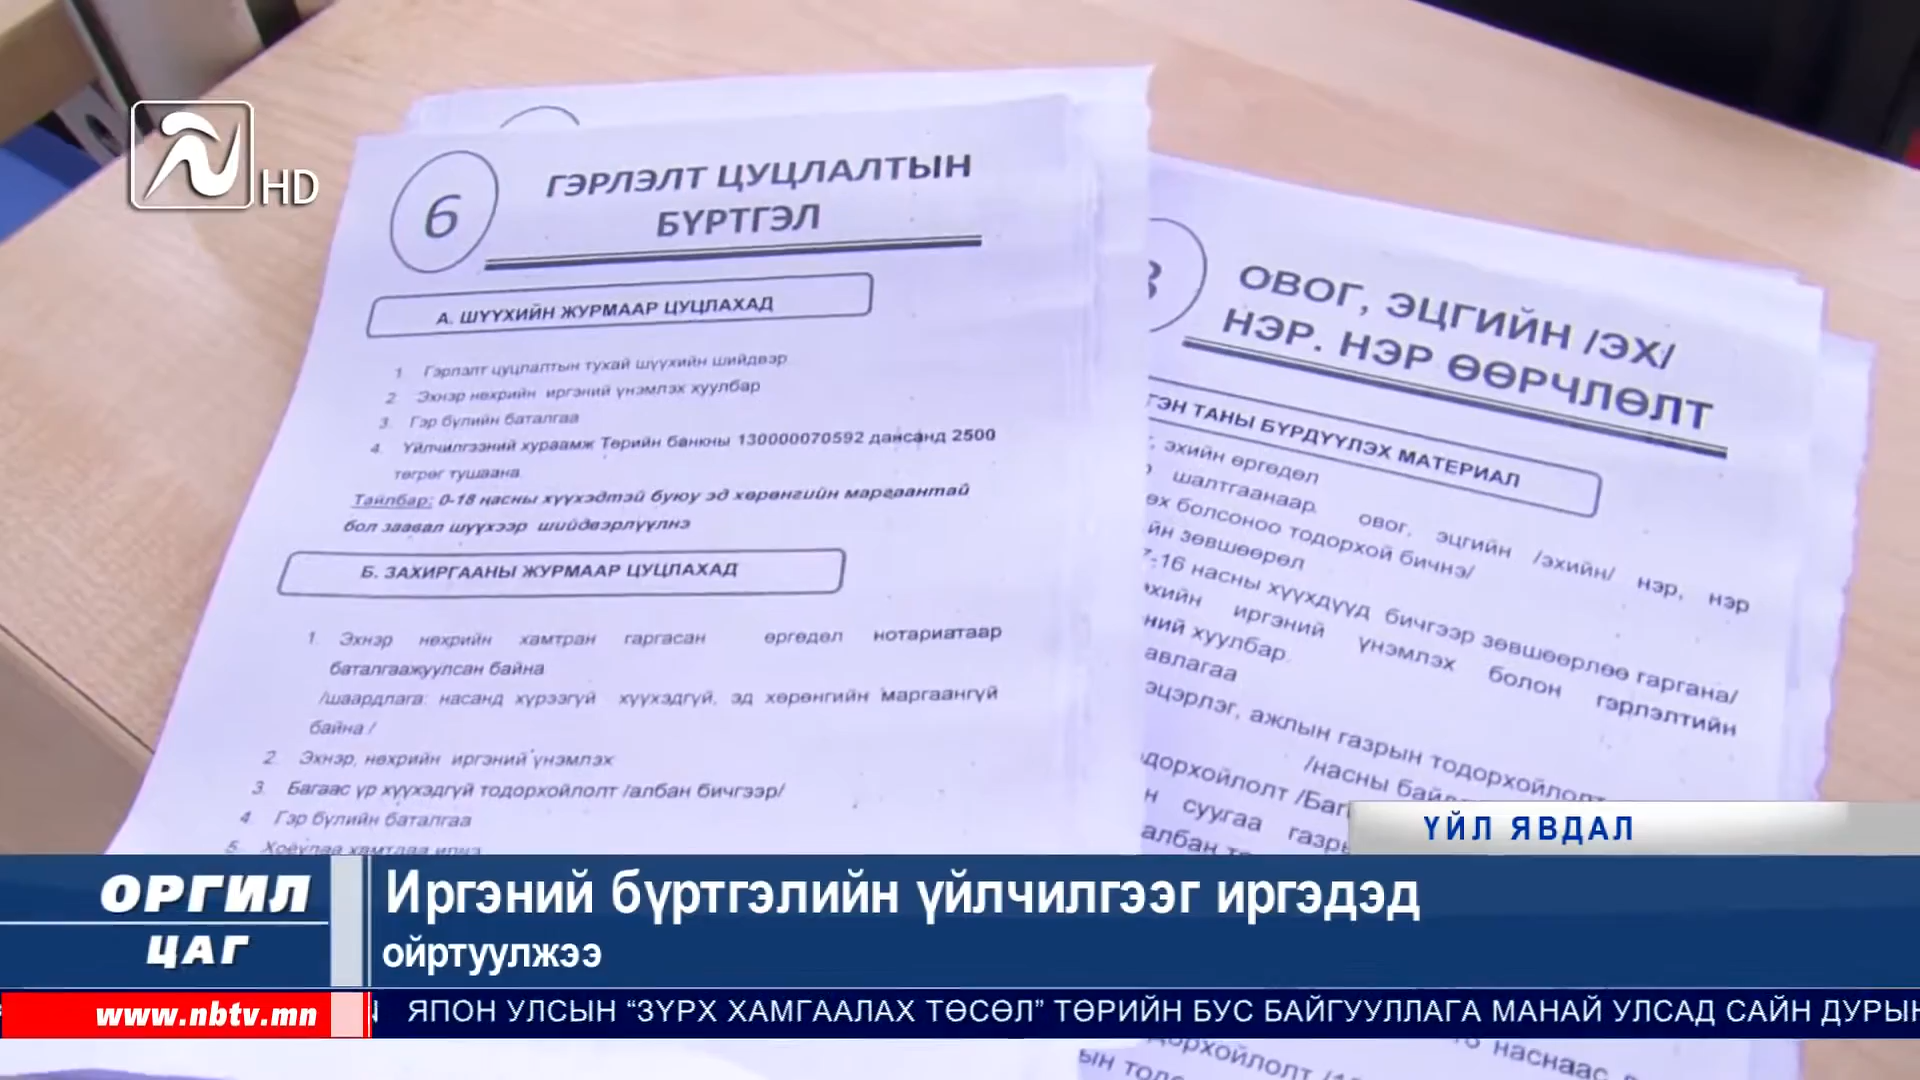 HD
6
ГЭРЛЭЛТ ЦУЦЛАЛТЫН
БҮРТГЭЛ
А. ШҮҮХИЙН ЖУРМААР ЦУЦЛАХАД
1. Гэрлэлт цуцлалтын тухай шүүхийн шийдвэр
2. Эхнэр нөхрийн иргэний үнэмлэх хуулбар
3. Гэр бүлийн баталгаа
4. Үйлчилгээний хураамж Төрийн банкны 130000070592 дансанд 2500
төгрөг тушаана.
Тайлбар: 0-18 насны хүүхэдтэй буюу эд хөрөнгийн маргаантай
бол заавал шүүхээр шийдвэрлүүлнэ
Б. ЗАХИРГААНЫ ЖУРМААР ЦУЦЛАХАД
1. Эхнэр нөхрийн хамтран гаргасан өргөдөл нотариатаар
баталгаажуулсан байна
/шаардлага: насанд хүрээгүй хүүхэдгүй, эд хөрөнгийн маргаангүй
байна /
2. Эхнэр, нөхрийн иргэний үнэмлэх
3. Багаас үр хүүхэдгүй тодорхойлолт /албан бичгээр/
4. Гэр бүлийн баталгаа
5. Хоёулаа хамтдаа ирнэ
ОВОГ, ЭЦГИЙН /ЭХ/
НЭР. НЭР ӨӨРЧЛӨЛТ
ТАНЫ БҮРДҮҮЛЭХ МАТЕРИАЛ
эхийн өргөдөл
шалтгаанаар. овог, эцгийн /эхийн/ нэр, нэр
болсоноо тодорхой бичнэ/
зөвшөөрөл
7-16 насны хүүхдүүд бичгээр зөвшөөрлөө гаргана/
иргэний үнэмлэх болон гэрлэлтийн
хуулбар.
ажлын газрын тодорхойлолт
/насны
суугаа
ҮЙЛ ЯВДАЛ
ОРГИЛ
ЦАГ
Иргэний бүртгэлийн үйлчилгээг иргэдэд
ойртуулжээ
www.nbtv.mn
ЯПОН УЛСЫН “ЗҮРХ ХАМГААЛАХ ТӨСӨЛ” ТӨРИЙН БУС БАЙГУУЛЛАГА МАНАЙ УЛСАД САЙН ДУРЫН
наснаас